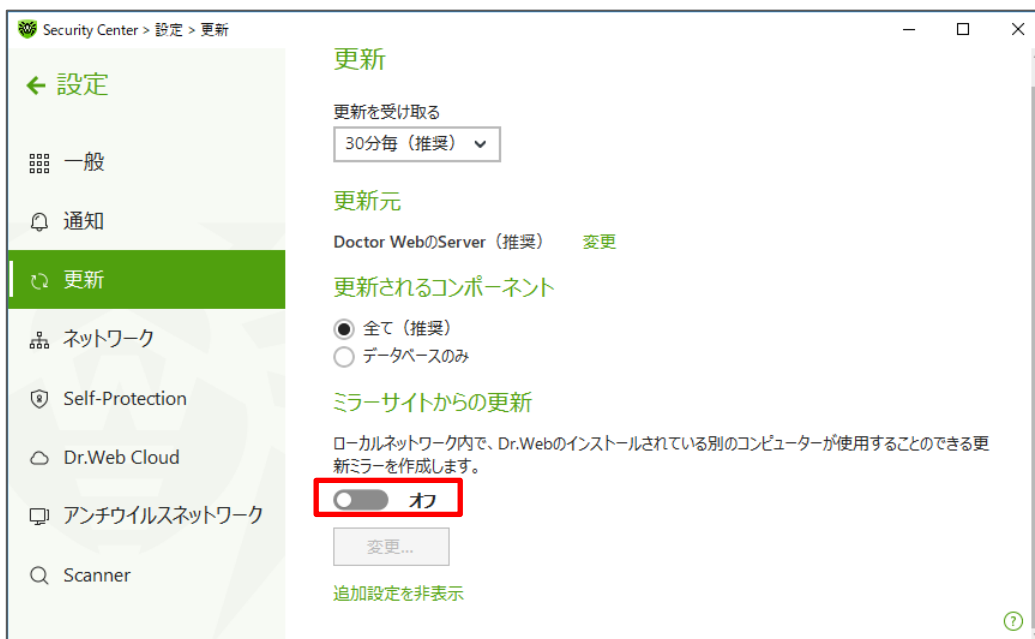 Security Center > 設定 > 更新
設定
一般
通知
更新
ネットワーク
Self-Protection
Dr.Web Cloud
アンチウイルスネットワーク
Scanner
更新
更新を受け取る
30分毎（推奨）
更新元
Doctor WebのServer（推奨） 変更
更新されるコンポーネント
全て（推奨）
データベースのみ
ミラーサイトからの更新
ローカルネットワーク内で、Dr.Webのインストールされている別のコンピューターが使用することのできる更
新ミラーを作成します。
オフ
変更...
追加設定を非表示
?